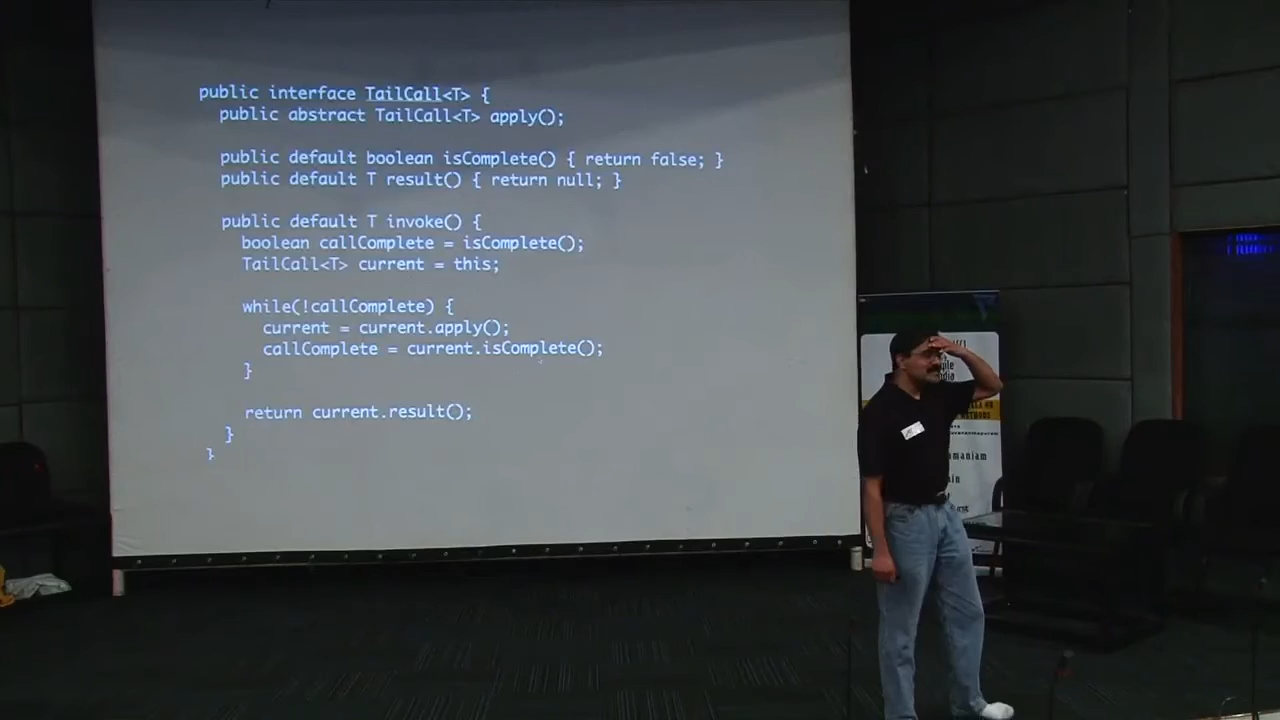 public interface TailCall<T> {
public abstract TailCall<T> apply();
public default boolean isComplete() { return false; }
public default T result() { return null; }
public default T invoke() {
boolean callComplete = isComplete();
TailCall<T> current = this;
while(!callComplete) {
current = current.apply();
callComplete = current.isComplete();
}
return current.result();
}
}